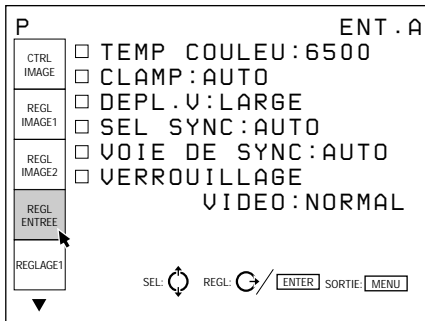 P ENT.A
CTRL
IMAGE
REGL
IMAGE1
REGL
IMAGE2
REGL
ENTREE
REGLAGE1
TEMP COULEU:6500
CLAMP:AUTO
DEPL.V:LARGE
SEL SYNC:AUTO
VOIE DE SYNC:AUTO
VERROUILLAGE
VIDEO:NORMAL
SEL: REGL: / ENTER SORTIE: MENU